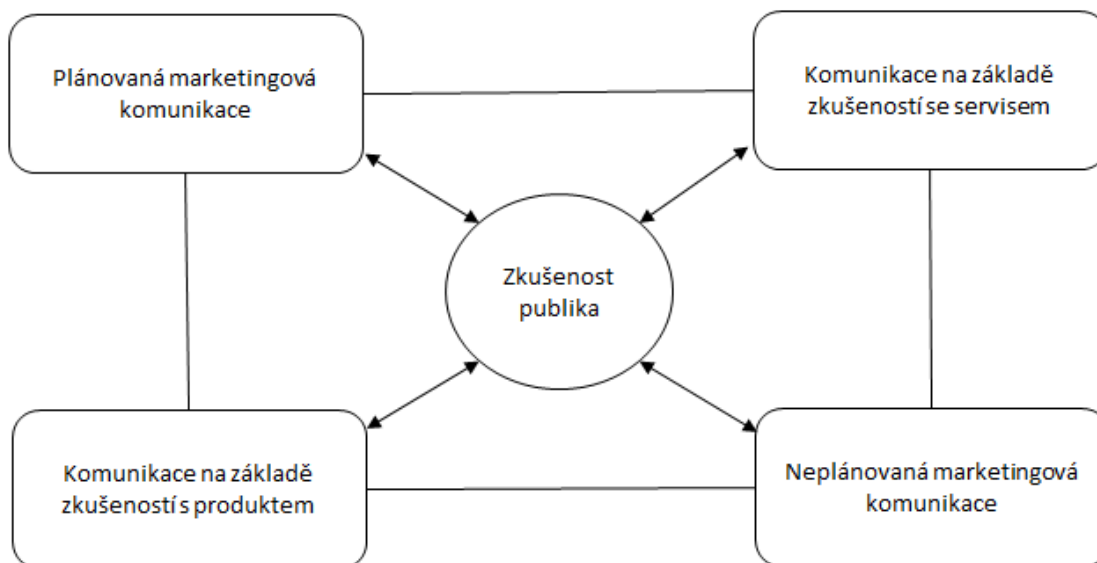 Plánovaná marketingová
komunikace
Komunikace na základě
zkušeností se servisem
Zkušenost
publika
Komunikace na základě
zkušeností s produktem
Neplánovaná marketingová
komunikace